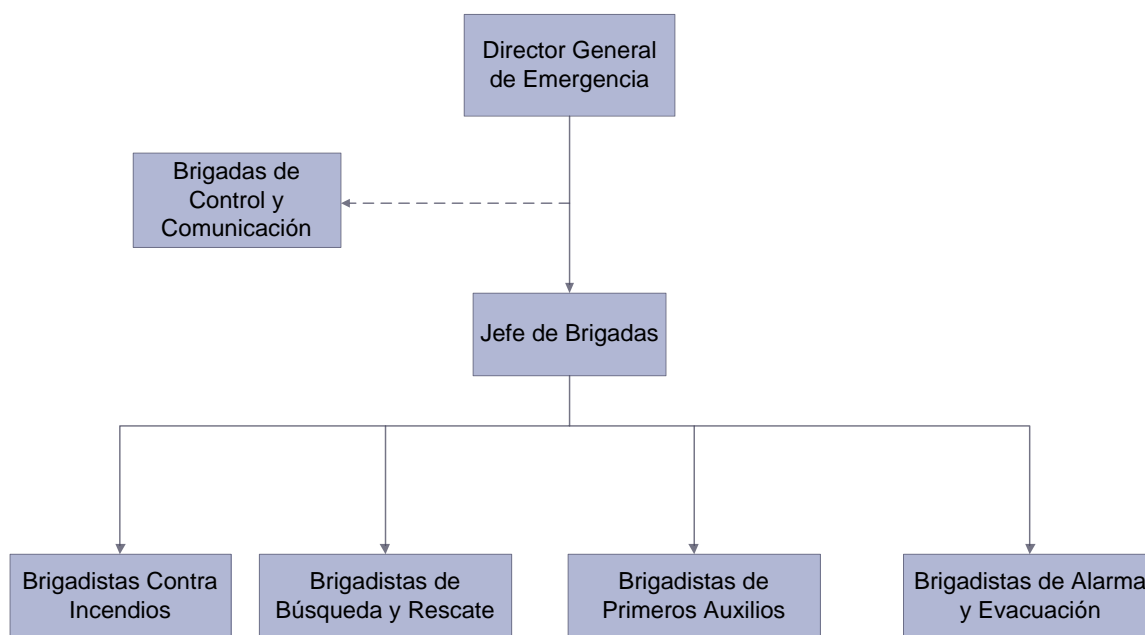 Director General
de Emergencia
Brigadas de
Control y
Comunicación
Jefe de Brigadas
Brigadistas Contra
Incendios
Brigadistas de
Búsqueda y Rescate
Brigadistas de
Primeros Auxilios
Brigadistas de Alarma
y Evacuación